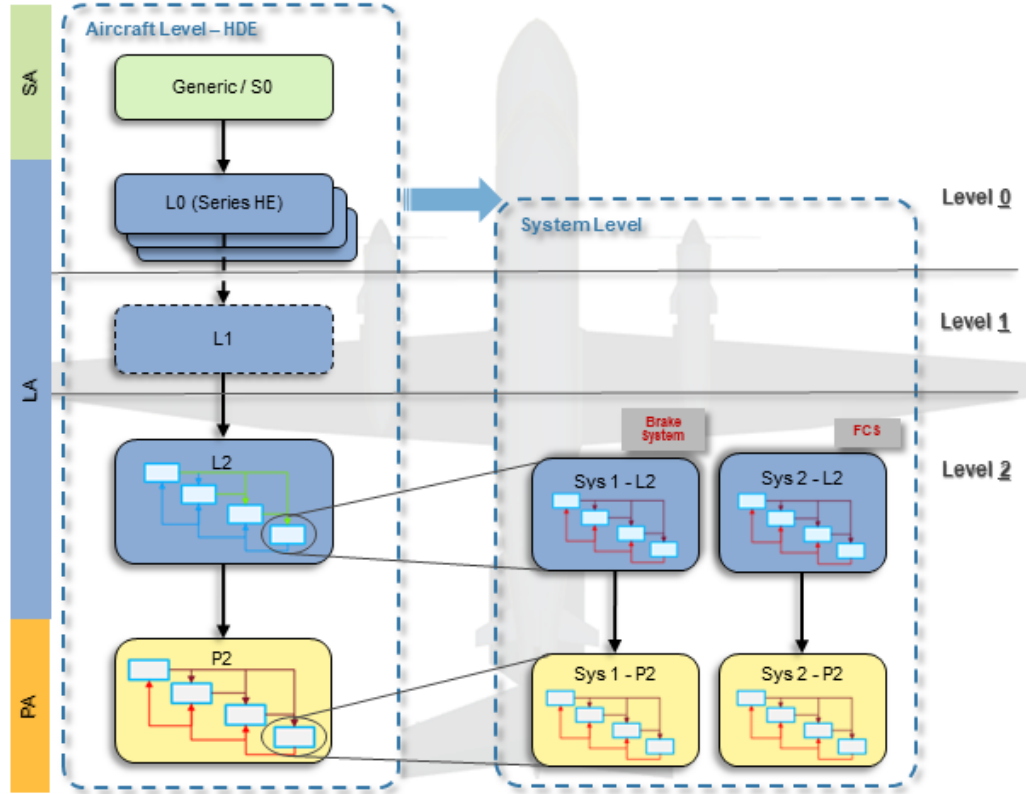 SA
LA
PA
Aircraft Level – HDE
Generic / S0
L0 (Series HE)
L1
L2
P2
System Level
Brake
System
FCS
Sys 1 - L2
Sys 2 - L2
Sys 1 - P2
Sys 2 - P2
Level 0
Level 1
Level 2